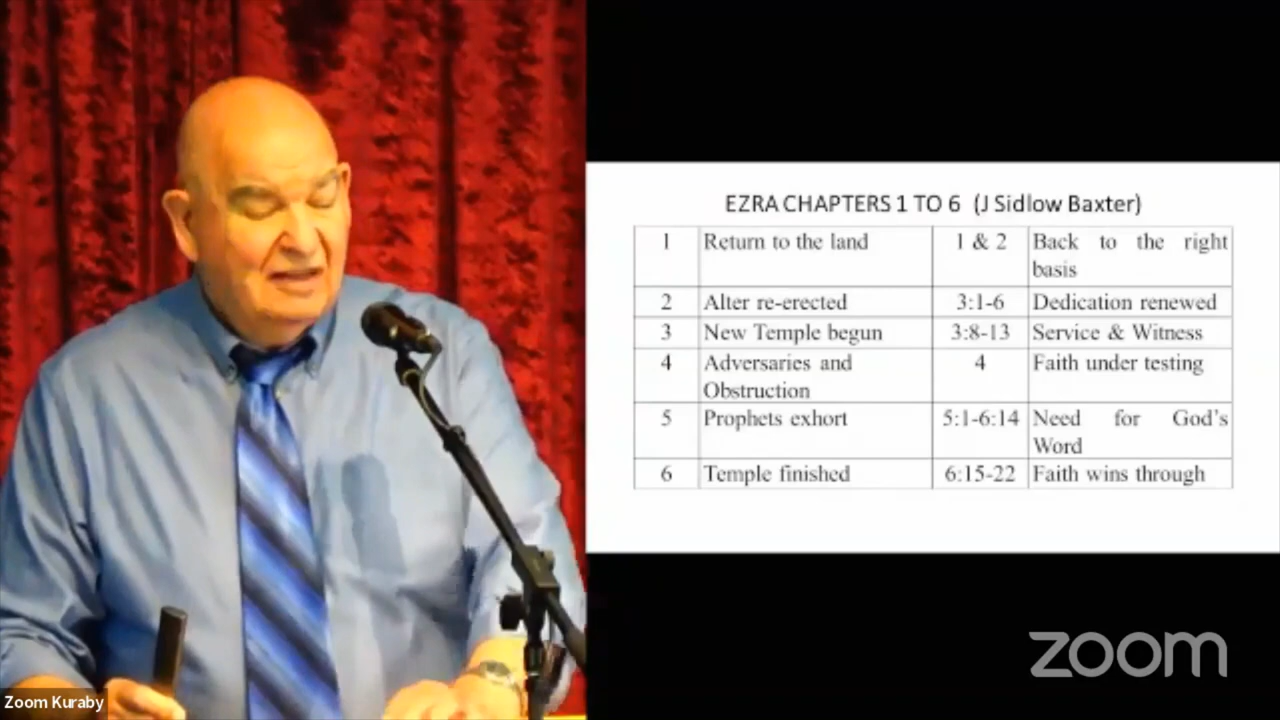 EZRA CHAPTERS 1 TO 6 (J Sidlow Baxter)
1 Return to the land 1 & 2 Back to the right
basis
2 Alter re-erected 3:1-6 Dedication renewed
3 New Temple begun 3:8-13 Service & Witness
4 Adversaries and 4 Faith under testing
Obstruction
5 Prophets exhort 5:1-6:14 Need for God's
Word
6 Temple finished 6:15-22 Faith wins through
zoom
Zoom Kuraby